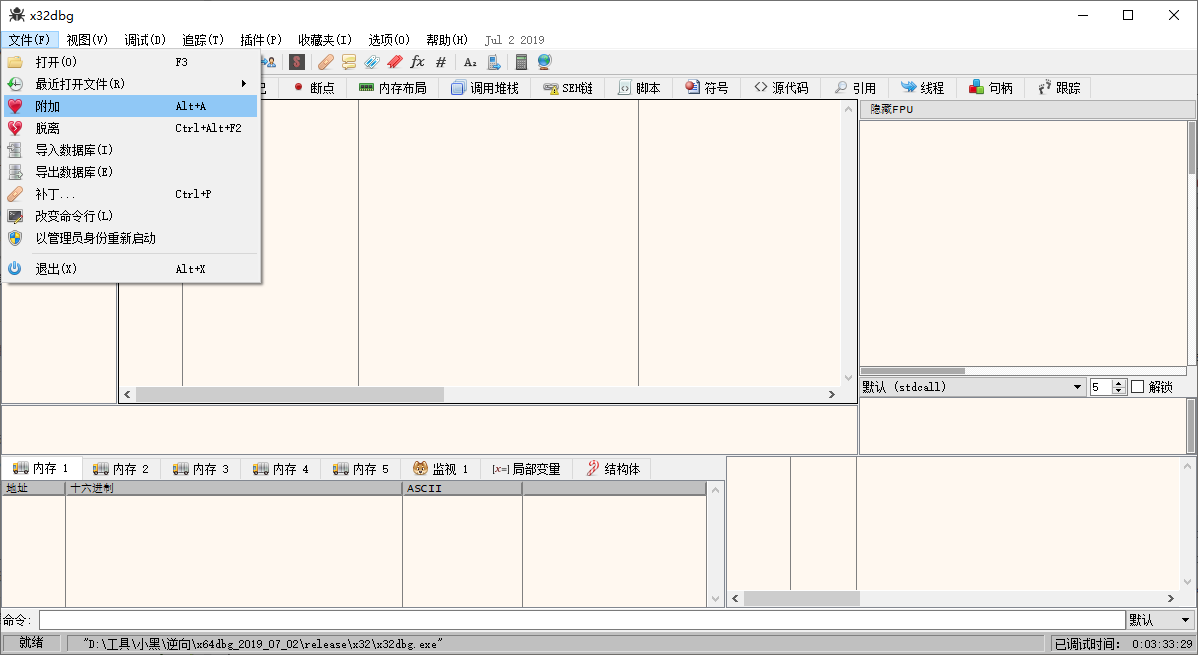 x32dbg
文件(F) 视图(V) 调试(D) 追踪(T) 插件(P) 收藏夹(I) 选项(O) 帮助(H) Jul 2 2019
打开(O) F3
最近打开文件(R)
附加 Alt+A
脱离 Ctrl+Alt+F2
导入数据库(I)
导出数据库(E)
补丁... Ctrl+P
改变命令行(L)
以管理员身份重新启动
退出(X) Alt+X
$ fx # A₂
断点 内存布局 调用堆栈 SEH链 脚本 符号 <> 源代码 引用 线程 句柄 跟踪
隐藏FPU
默认 (stdcall) 5 解锁
内存 1 内存 2 内存 3 内存 4 内存 5 监视 1 [x=] 局部变量 结构体
地址 十六进制 ASCII
命令: 默认
就绪 "D:\工具\小黑\逆向\x64dbg_2019_07_02\release\x32\x32dbg.exe" 已调试时间: 0:03:33:29